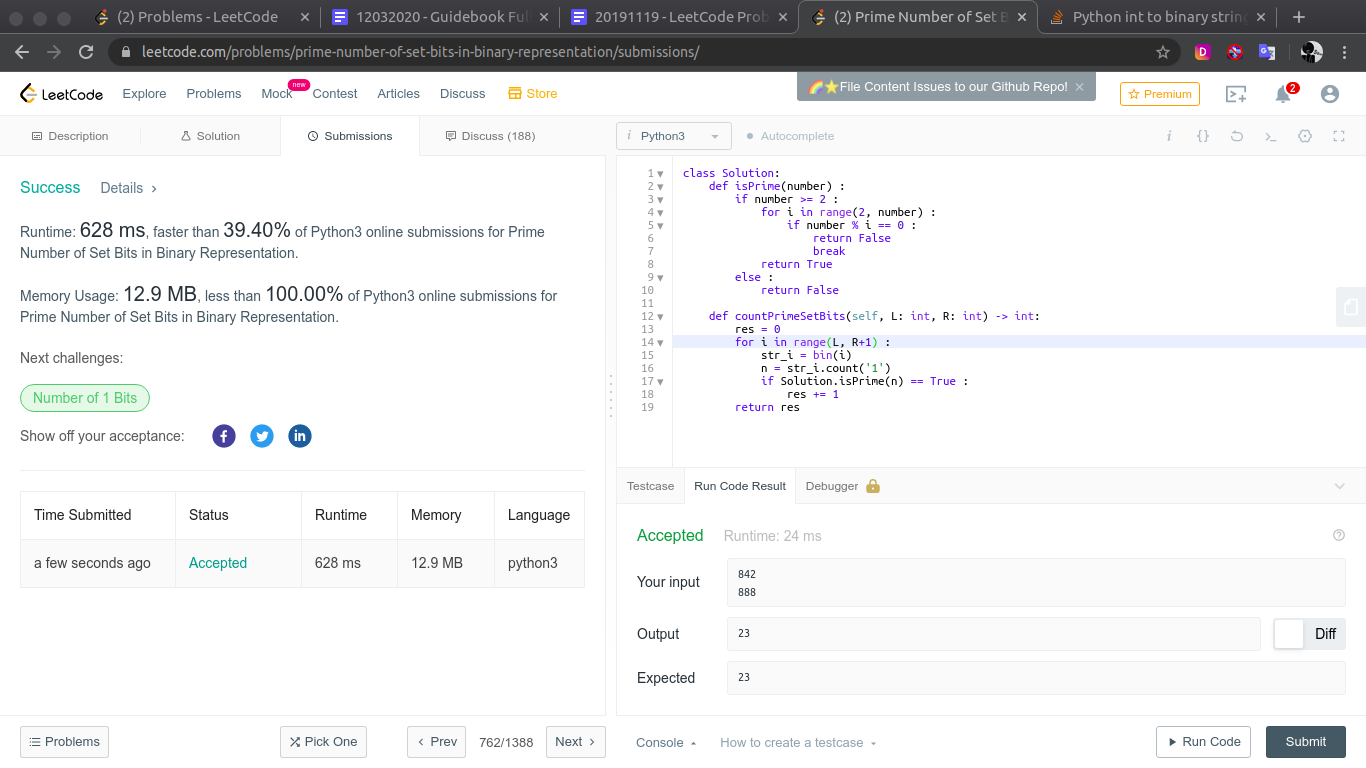 (2) Problems - LeetCode
12032020 - Guidebook Ful
20191119 - LeetCode Prob
(2) Prime Number of Set B
Python int to binary string
leetcode.com/problems/prime-number-of-set-bits-in-binary-representation/submissions/
LeetCode
Explore
Problems
Mock
new
Contest
Articles
Discuss
Store
🌈⭐File Content Issues to our Github Repo! ×
Premium
2
Description
Solution
Submissions
Discuss (188)
i Python3
Autocomplete
Success
Details ›
Runtime: 628 ms, faster than 39.40% of Python3 online submissions for Prime
Number of Set Bits in Binary Representation.
Memory Usage: 12.9 MB, less than 100.00% of Python3 online submissions for
Prime Number of Set Bits in Binary Representation.
Next challenges:
Number of 1 Bits
Show off your acceptance:
Time Submitted Status Runtime Memory Language
a few seconds ago Accepted 628 ms 12.9 MB python3
1 class Solution:
2 def isPrime(number) :
3 if number >= 2 :
4 for i in range(2, number) :
5 if number % i == 0 :
6 return False
7 break
8 return True
9 else :
10 return False
11
12 def countPrimeSetBits(self, L: int, R: int) -> int:
13 res = 0
14 for i in range(L, R+1) :
15 str_i = bin(i)
16 n = str_i.count('1')
17 if Solution.isPrime(n) == True :
18 res += 1
19 return res
Testcase
Run Code Result
Debugger
Accepted
Runtime: 24 ms
Your input
842
888
Output
23
Diff
Expected
23
Problems
Pick One
‹ Prev
762/1388
Next ›
Console
How to create a testcase
Run Code
Submit